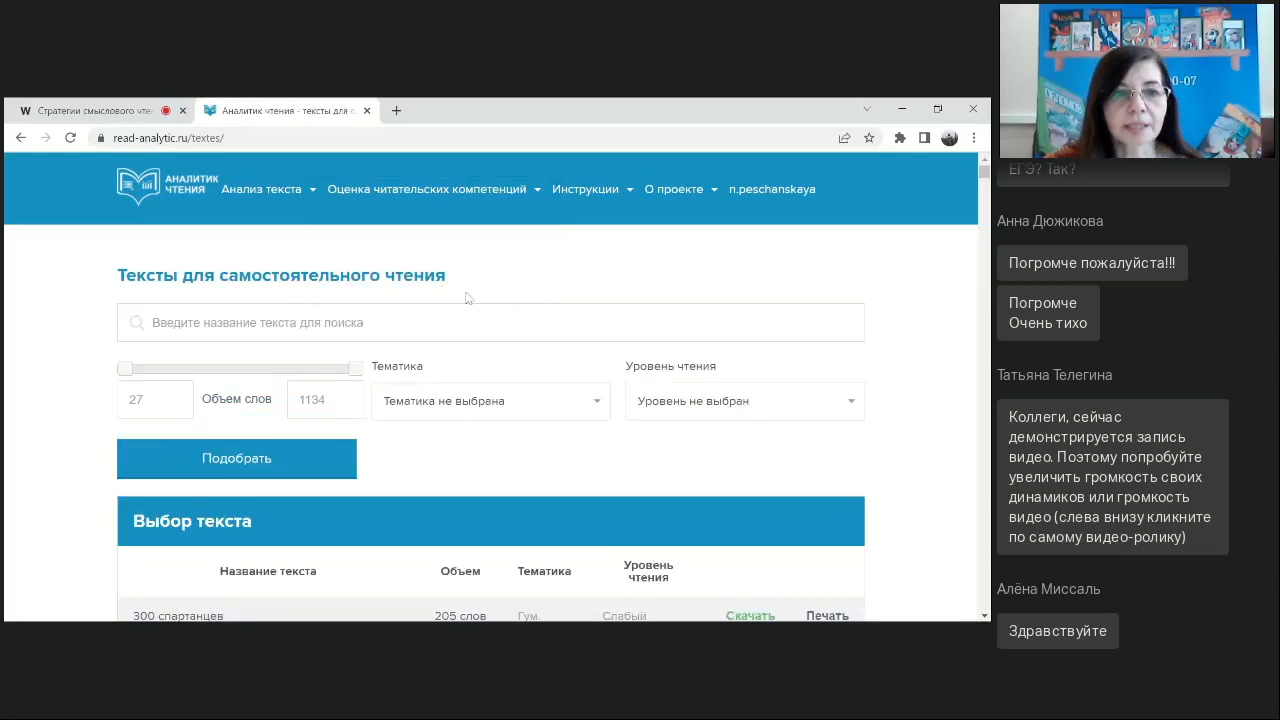 Стратегии смыслового чте
Аналитик чтения - тексты для с
read-analytic.ru/textes/
АНАЛИТИК
ЧТЕНИЯ
Анализ текста
Оценка читательских компетенций
Инструкции
О проекте
n.peschanskaya
Тексты для самостоятельного чтения
Введите название текста для поиска
Тематика
Уровень чтения
27
Объем слов
1134
Тематика не выбрана
Уровень не выбран
Подобрать
Выбор текста
Название текста
Объем
Тематика
Уровень
чтения
300 спартанцев
205 слов
Гум.
Слабый
Скачать
Печать
ОБЛОМОВ
0-07
ЕГЭ? Так?
Анна Дюжикова
Погромче пожалуйста!!!
Погромче
Очень тихо
Татьяна Телегина
Коллеги, сейчас
демонстрируется запись
видео. Поэтому попробуйте
увеличить громкость своих
динамиков или громкость
видео (слева внизу кликните
по самому видео-ролику)
Алёна Миссаль
Здравствуйте